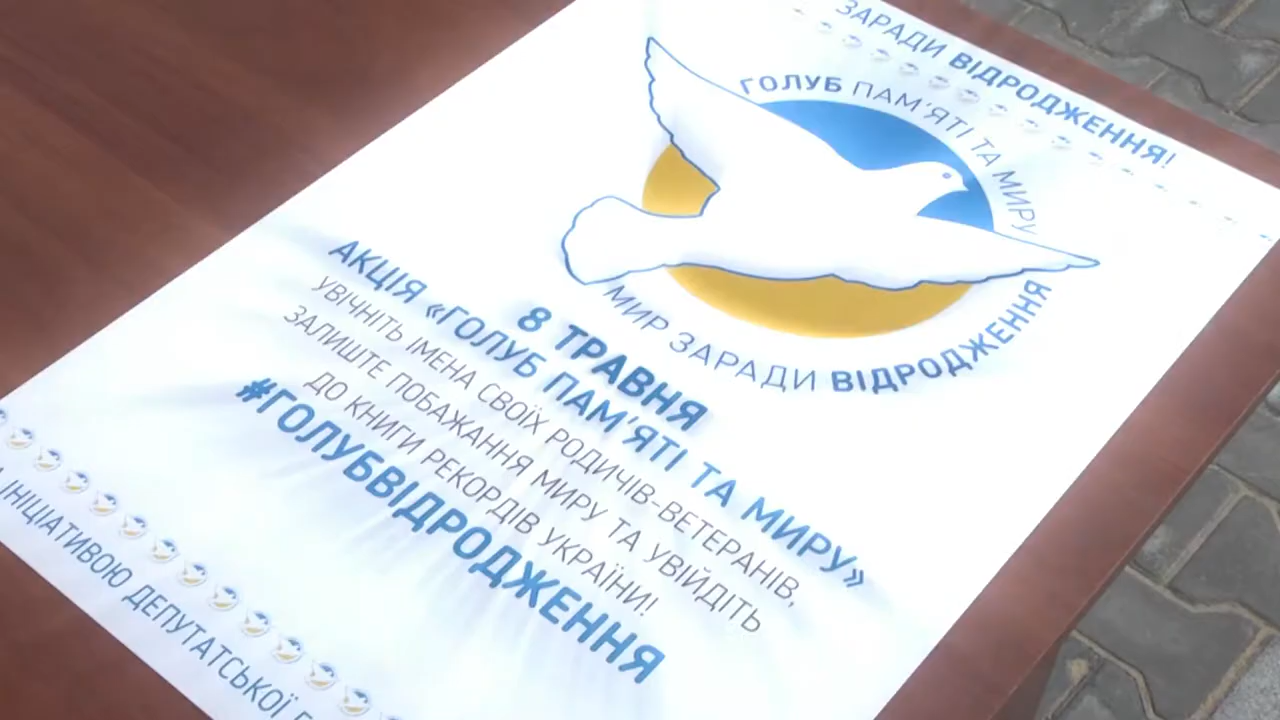 ЗАРАДИ ВІДРОДЖЕННЯ!
ГОЛУБ ПАМ'ЯТІ ТА МИРУ
МИР ЗАРАДИ ВІДРОДЖЕННЯ
8 ТРАВНЯ
АКЦІЯ «ГОЛУБ ПАМ'ЯТІ ТА МИРУ»
УВІЧНІТЬ ІМЕНА СВОЇХ РОДИЧІВ-ВЕТЕРАНІВ,
ЗАЛИШТЕ ПОБАЖАННЯ МИРУ ТА УВІЙДІТЬ
ДО КНИГИ РЕКОРДІВ УКРАЇНИ!
#ГОЛУБВІДРОДЖЕННЯ
ІНІЦІАТИВОЮ ДЕПУТАТСЬКОЇ